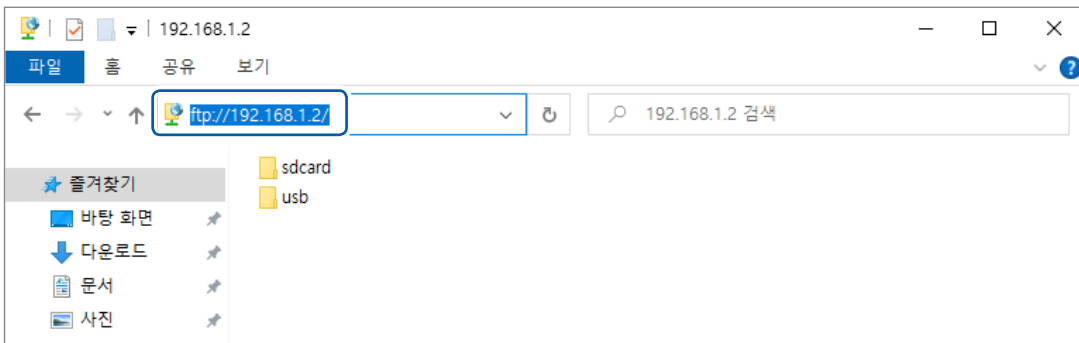 192.168.1.2
파일 홈 공유 보기
ftp://192.168.1.2/ 192.168.1.2 검색
즐겨찾기
바탕 화면
다운로드
문서
사진
sdcard
usb